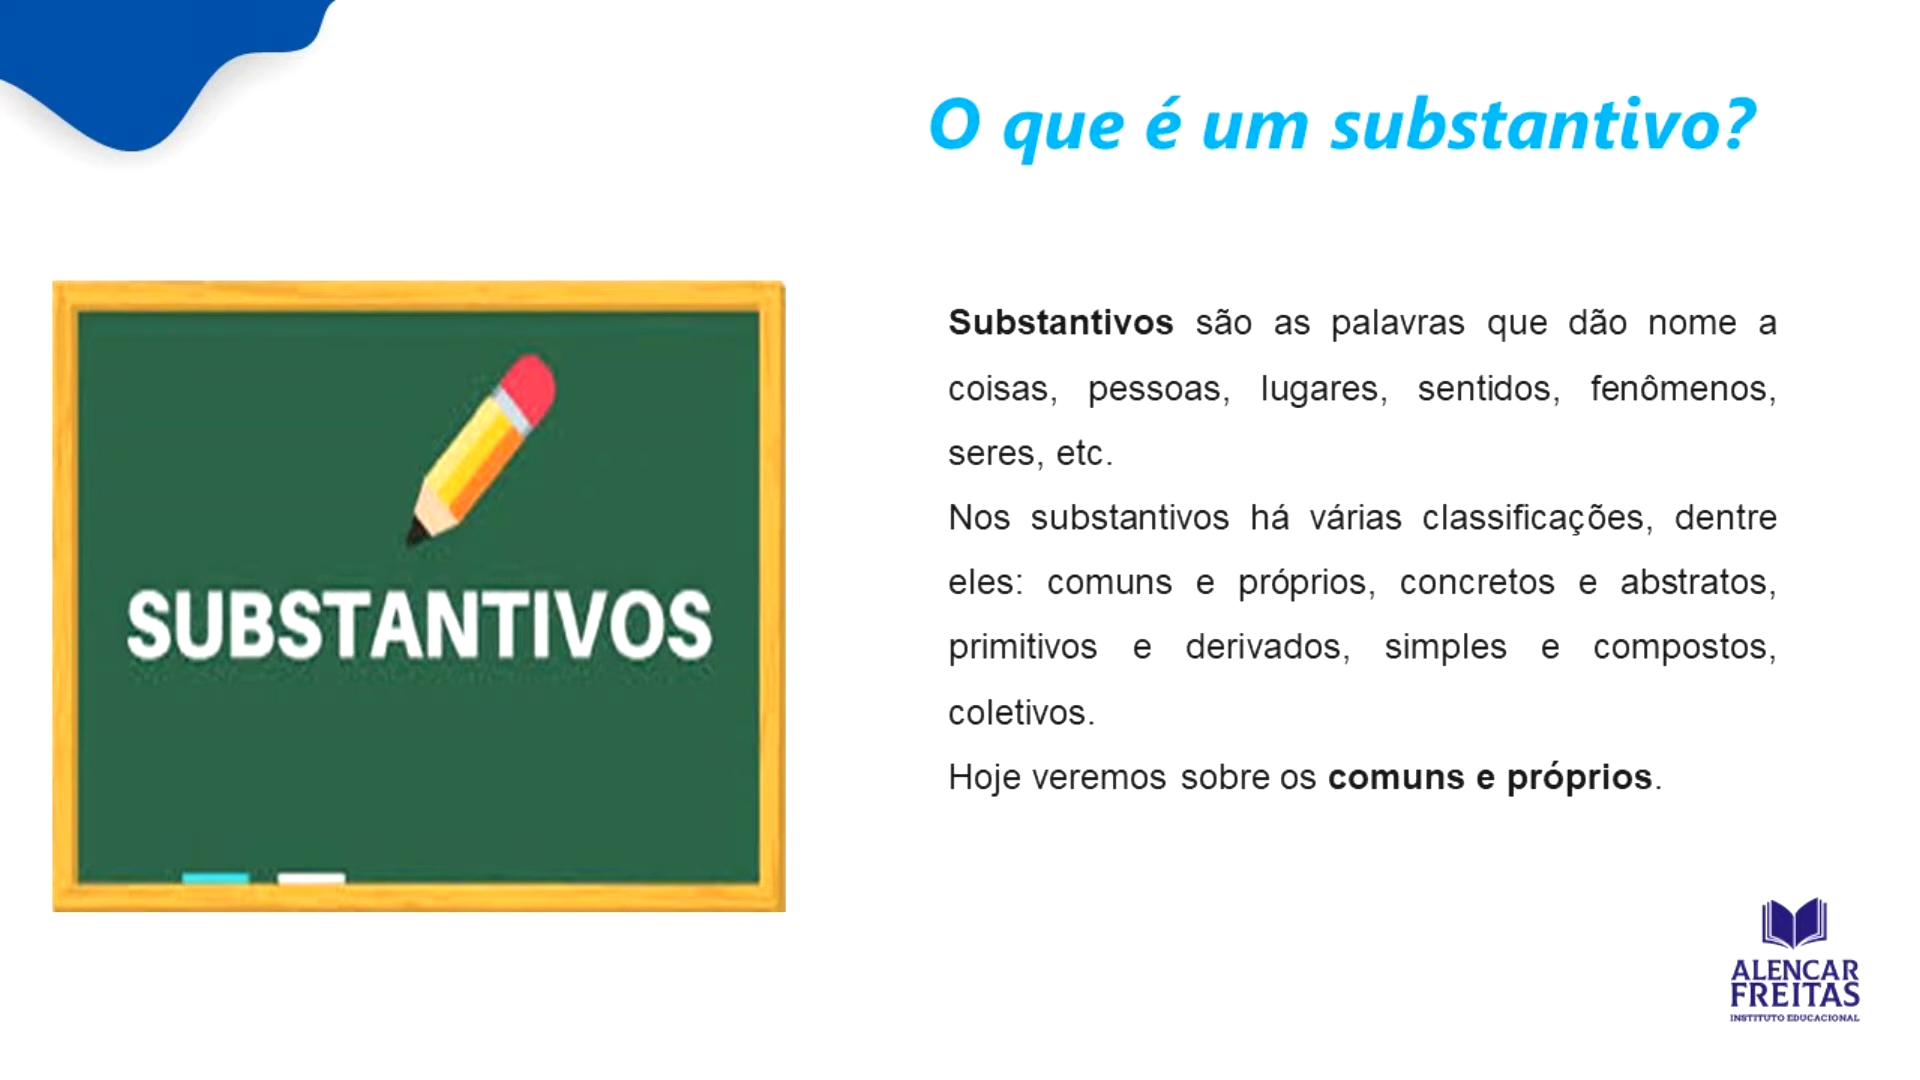 O que é um substantivo?
SUBSTANTIVOS
Substantivos são as palavras que dão nome a
coisas, pessoas, lugares, sentidos, fenômenos,
seres, etc.
Nos substantivos há várias classificações, dentre
eles: comuns e próprios, concretos e abstratos,
primitivos e derivados, simples e compostos,
coletivos.
Hoje veremos sobre os comuns e próprios.
ALENCAR
FREITAS
INSTITUTO EDUCACIONAL